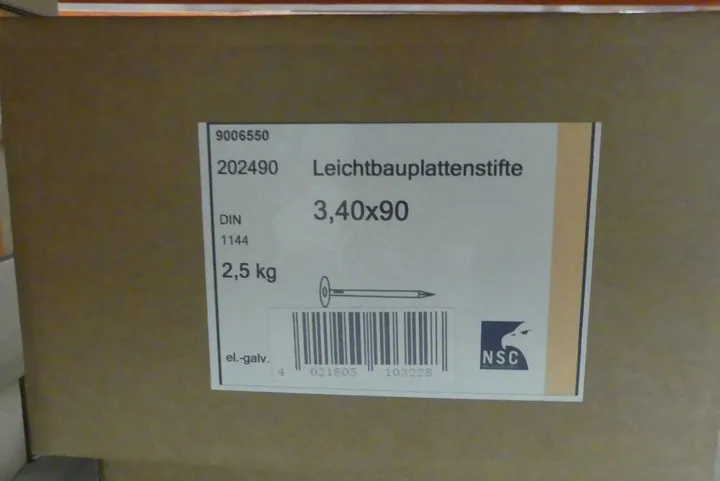 9006550
202490 Leichtbauplattenstifte
3,40x90
DIN
1144
2,5 kg
el.-galv.
4 021805 103228
NSC